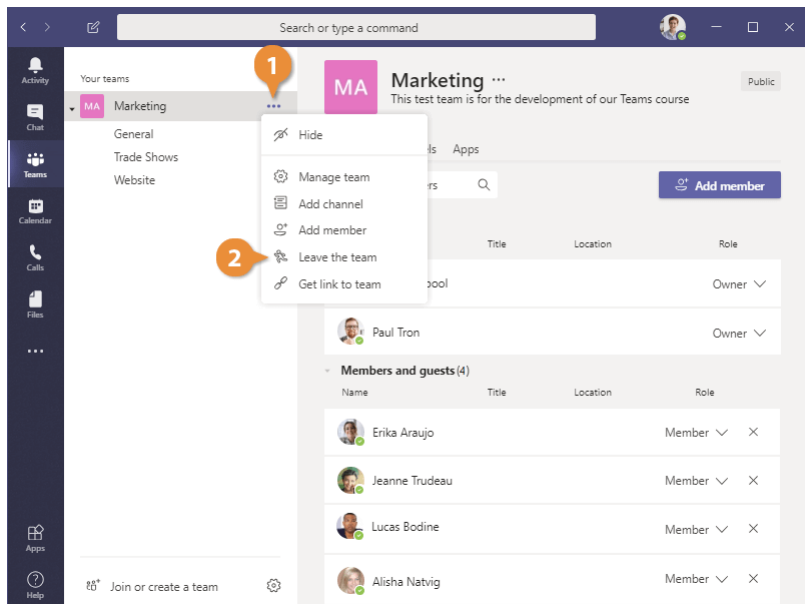 Search or type a command
1
Activity
Chat
Teams
Calendar
Calls
Files
Apps
Help
Your teams
MA Marketing
General
Trade Shows
Website
Hide
Manage team
Add channel
Add member
2
Leave the team
Get link to team
Join or create a team
MA
Marketing ...
Public
This test team is for the development of our Teams course
Apps
Add member
Title Location Role
Owner
Paul Tron Owner
Members and guests (4)
Name Title Location Role
Erika Araujo Member
Jeanne Trudeau Member
Lucas Bodine Member
Alisha Natvig Member